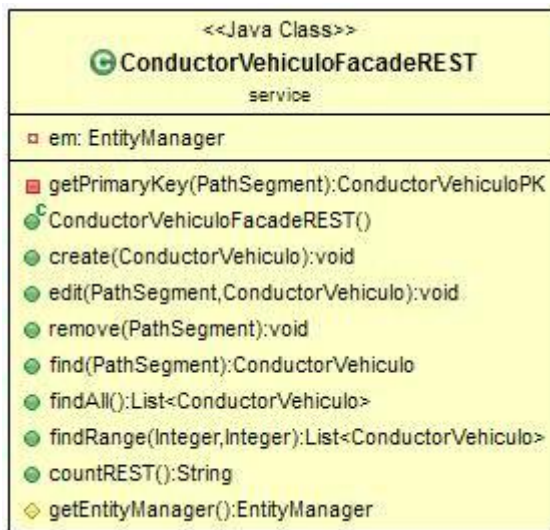 <<Java Class>>
C ConductorVehiculoFacadeREST
service
em: EntityManager
getPrimaryKey(PathSegment):ConductorVehiculoPK
C ConductorVehiculoFacadeREST()
create(ConductorVehiculo):void
edit(PathSegment,ConductorVehiculo):void
remove(PathSegment):void
find(PathSegment):ConductorVehiculo
findAll():List<ConductorVehiculo>
findRange(Integer,Integer):List<ConductorVehiculo>
countREST():String
getEntityManager():EntityManager